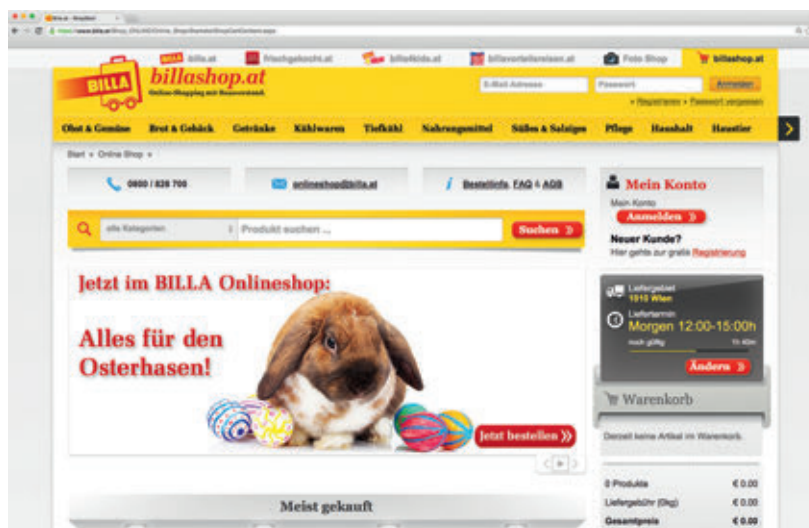 billa.at frischgekocht.at billa4kids.at billavorteilsreisen.at Foto Shop billashop.at
BILLA
billashop.at
Online-Shopping mit Hausverstand.
E-Mail Adresse Passwort Anmelden
» Registrieren » Passwort vergessen
Obst & Gemüse Brot & Gebäck Getränke Kühlwaren Tiefkühl Nahrungsmittel Süßes & Salziges Pflege Haushalt Haustier
Start » Online Shop »
0800 / 828 700 onlineshop@billa.at Bestellinfo, FAQ & AGB
alle Kategorien Produkt suchen ... Suchen
Mein Konto
Mein Konto
Anmelden
Neuer Kunde?
Hier gehts zur gratis Registrierung
Jetzt im BILLA Onlineshop:
Alles für den
Osterhasen!
Jetzt bestellen
Liefergebiet
1010 Wien
Liefertermin
Morgen 12:00-15:00h
noch gültig 1h 40m
Ändern
Warenkorb
Derzeit keine Artikel im Warenkorb.
0 Produkte € 0.00
Liefergebühr (0kg) € 0.00
Gesamtpreis € 0.00
Meist gekauft